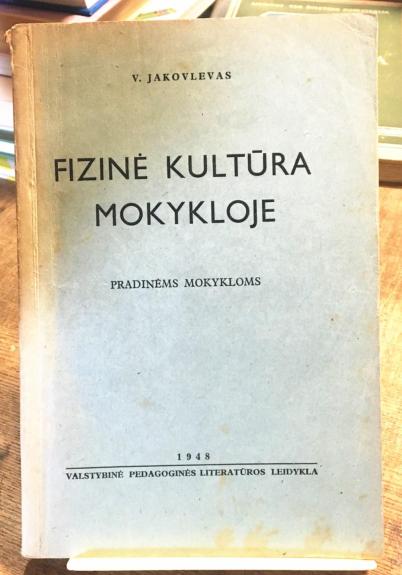 V. JAKOVLEVAS
FIZINĖ KULTŪRA
MOKYKLOJE
PRADINĖMS MOKYKLOMS
1948
VALSTYBINĖ PEDAGOGINĖS LITERATŪROS LEIDYKLA